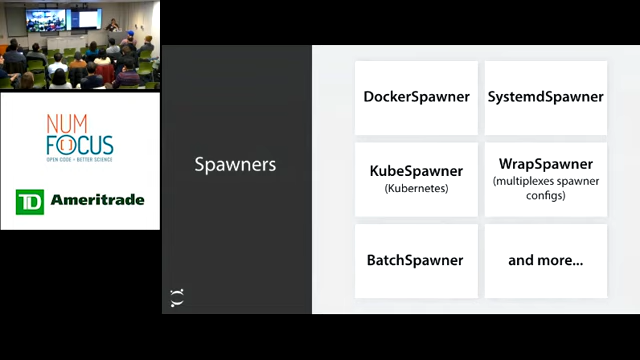 NUM
FOCUS
OPEN CODE = BETTER SCIENCE
TD Ameritrade
Spawners
DockerSpawner
SystemdSpawner
KubeSpawner
(Kubernetes)
WrapSpawner
(multiplexes spawner
configs)
BatchSpawner
and more...